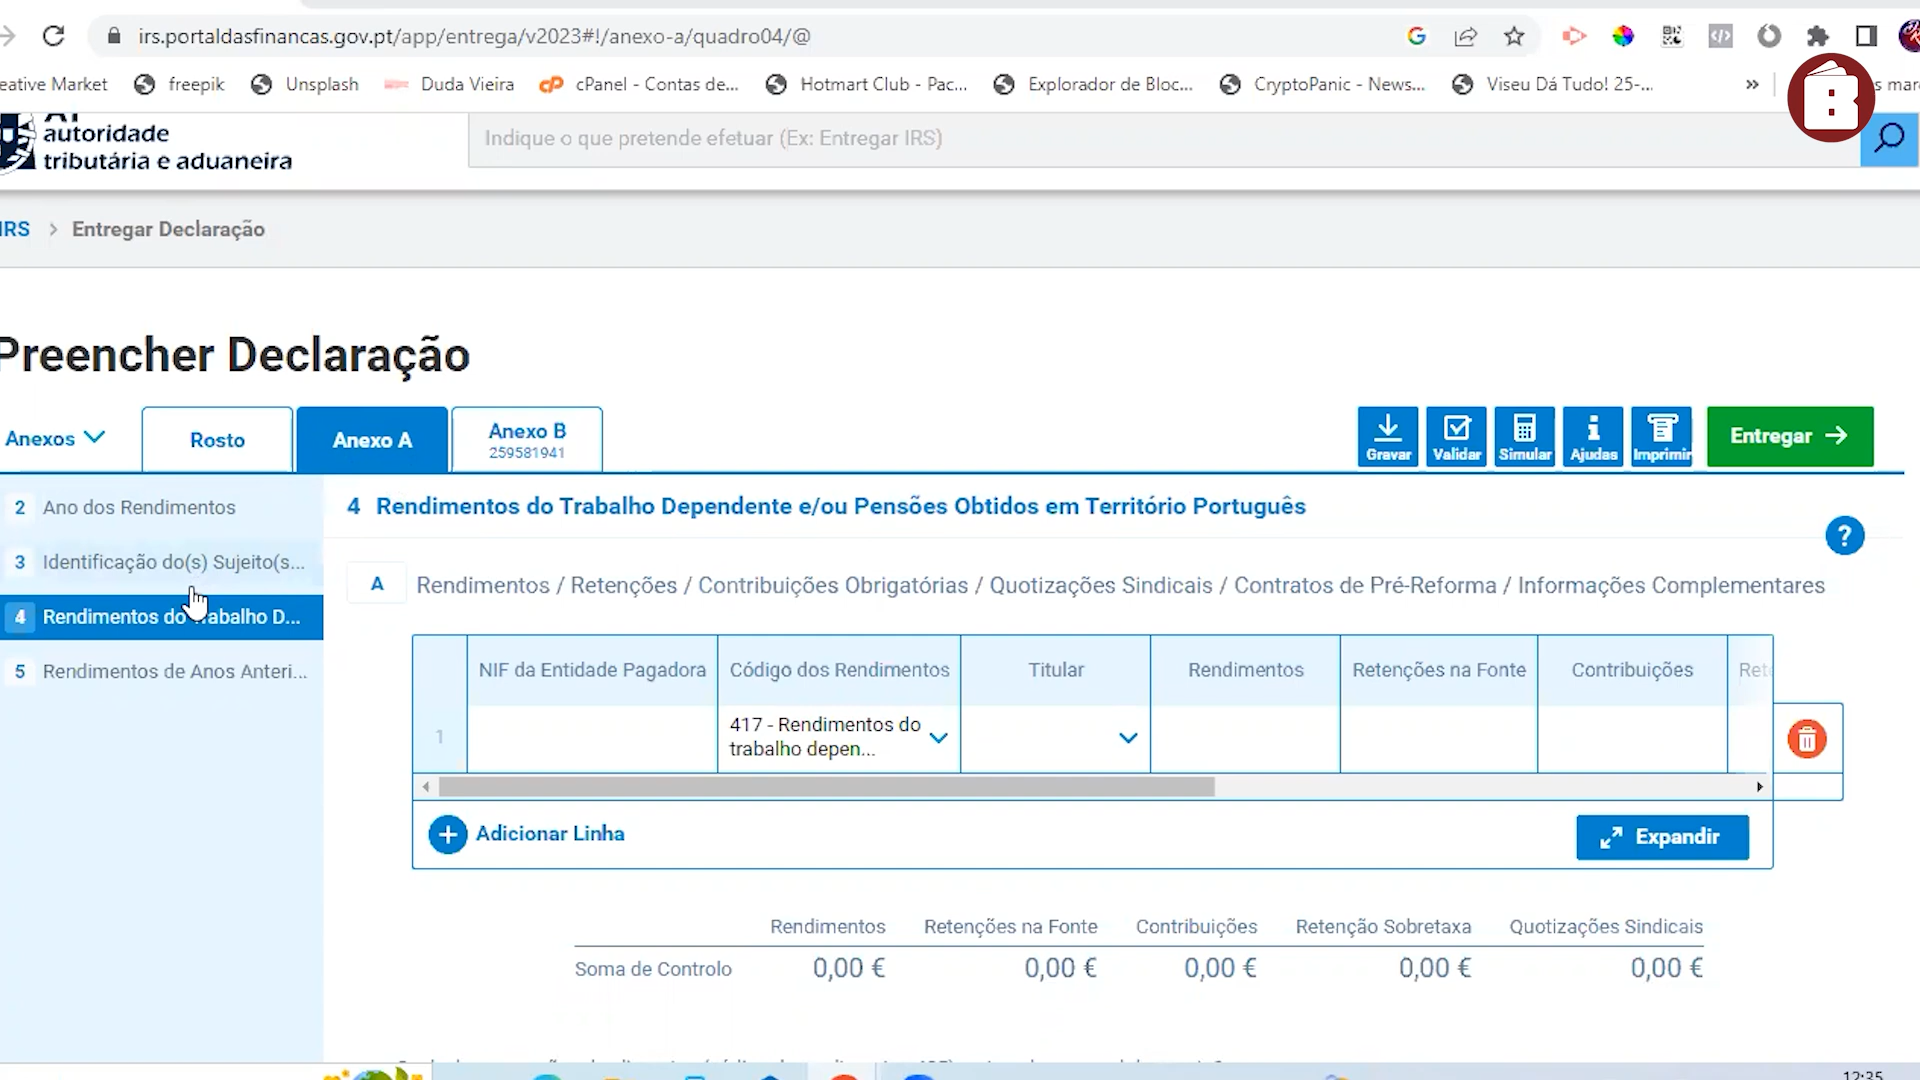 irs.portaldasfinancas.gov.pt/app/entrega/v2023#!/anexo-a/quadro04/@
eative Market freepik Unsplash Duda Vieira cPanel - Contas de... Hotmart Club - Pac... Explorador de Bloc... CryptoPanic - News... Viseu Dá Tudo! 25-... » s mar
AT
autoridade
tributária e aduaneira
Indique o que pretende efetuar (Ex: Entregar IRS)
IRS > Entregar Declaração
Preencher Declaração
Anexos
Rosto
Anexo A
Anexo B
259581941
Gravar
Validar
Simular
Ajudas
Imprimir
Entregar
2 Ano dos Rendimentos
3 Identificação do(s) Sujeito(s...
4 Rendimentos do Trabalho D...
5 Rendimentos de Anos Anteri...
4 Rendimentos do Trabalho Dependente e/ou Pensões Obtidos em Território Português
?
A Rendimentos / Retenções / Contribuições Obrigatórias / Quotizações Sindicais / Contratos de Pré-Reforma / Informações Complementares
NIF da Entidade Pagadora Código dos Rendimentos Titular Rendimentos Retenções na Fonte Contribuições Rete
1 417 - Rendimentos do
trabalho depen...
Adicionar Linha
Expandir
Rendimentos Retenções na Fonte Contribuições Retenção Sobretaxa Quotizações Sindicais
Soma de Controlo 0,00 € 0,00 € 0,00 € 0,00 € 0,00 €
12:35